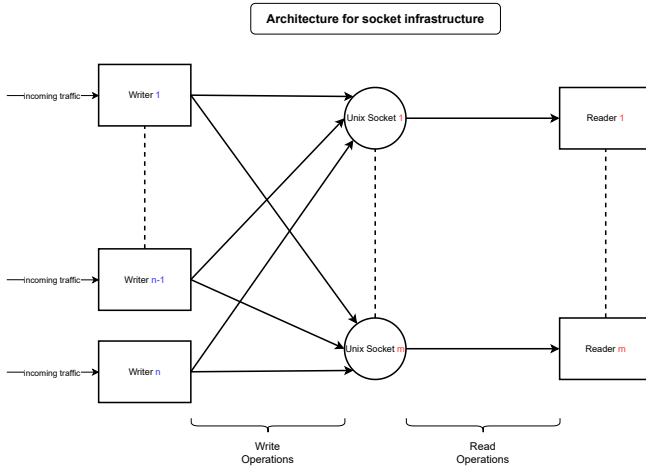 Architecture for socket infrastructure
incoming traffic
Writer 1
Unix Socket 1
Reader 1
incoming traffic
Writer n-1
incoming traffic
Writer n
Unix Socket m
Reader m
Write
Operations
Read
Operations